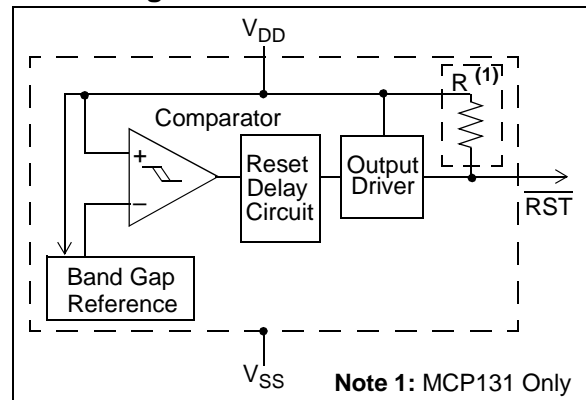 VDD
R (1)
Comparator
+
–
Reset
Delay
Circuit
Output
Driver
RST
Band Gap
Reference
VSS
Note 1: MCP131 Only